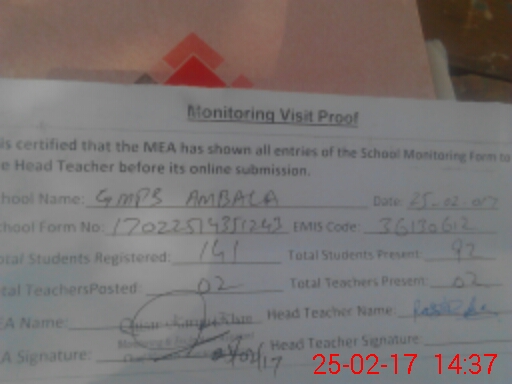 Monitoring Visit Proof
is certified that the MEA has shown all entries of the School Monitoring Form to
e Head Teacher before its online submission.
chool Name: GMPS AMBALA Date: 25-02-017
chool Form No: 17022514351243 EMIS Code: 36130612
otal Students Registered: 141 Total Students Present: 92
otal TeachersPosted: 02 Total Teachers Present: 02
EA Name: Head Teacher Name:
A Signature: Head Teacher Signature:
25-02-17 14:37